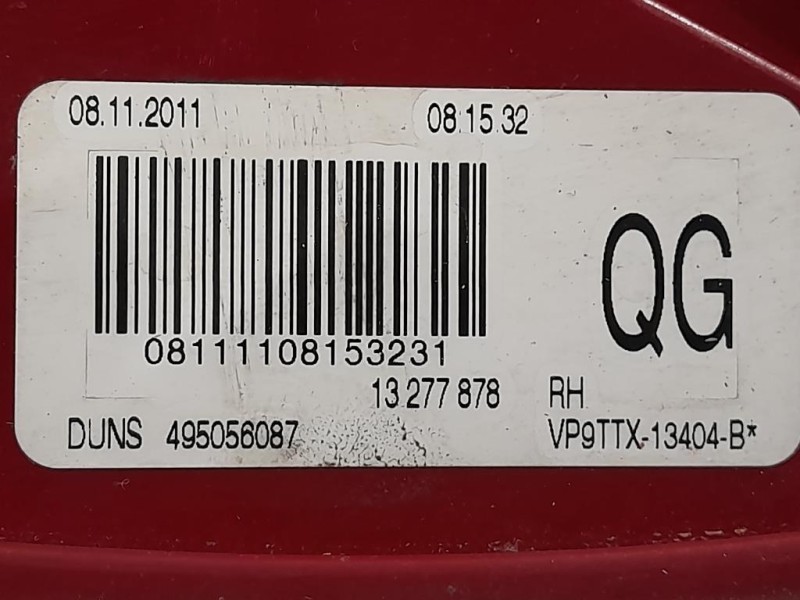 08.11.2011 08.15.32
QG
08111108153231
13 277 878 RH
DUNS 495056087 VP9TTX-13404-B*